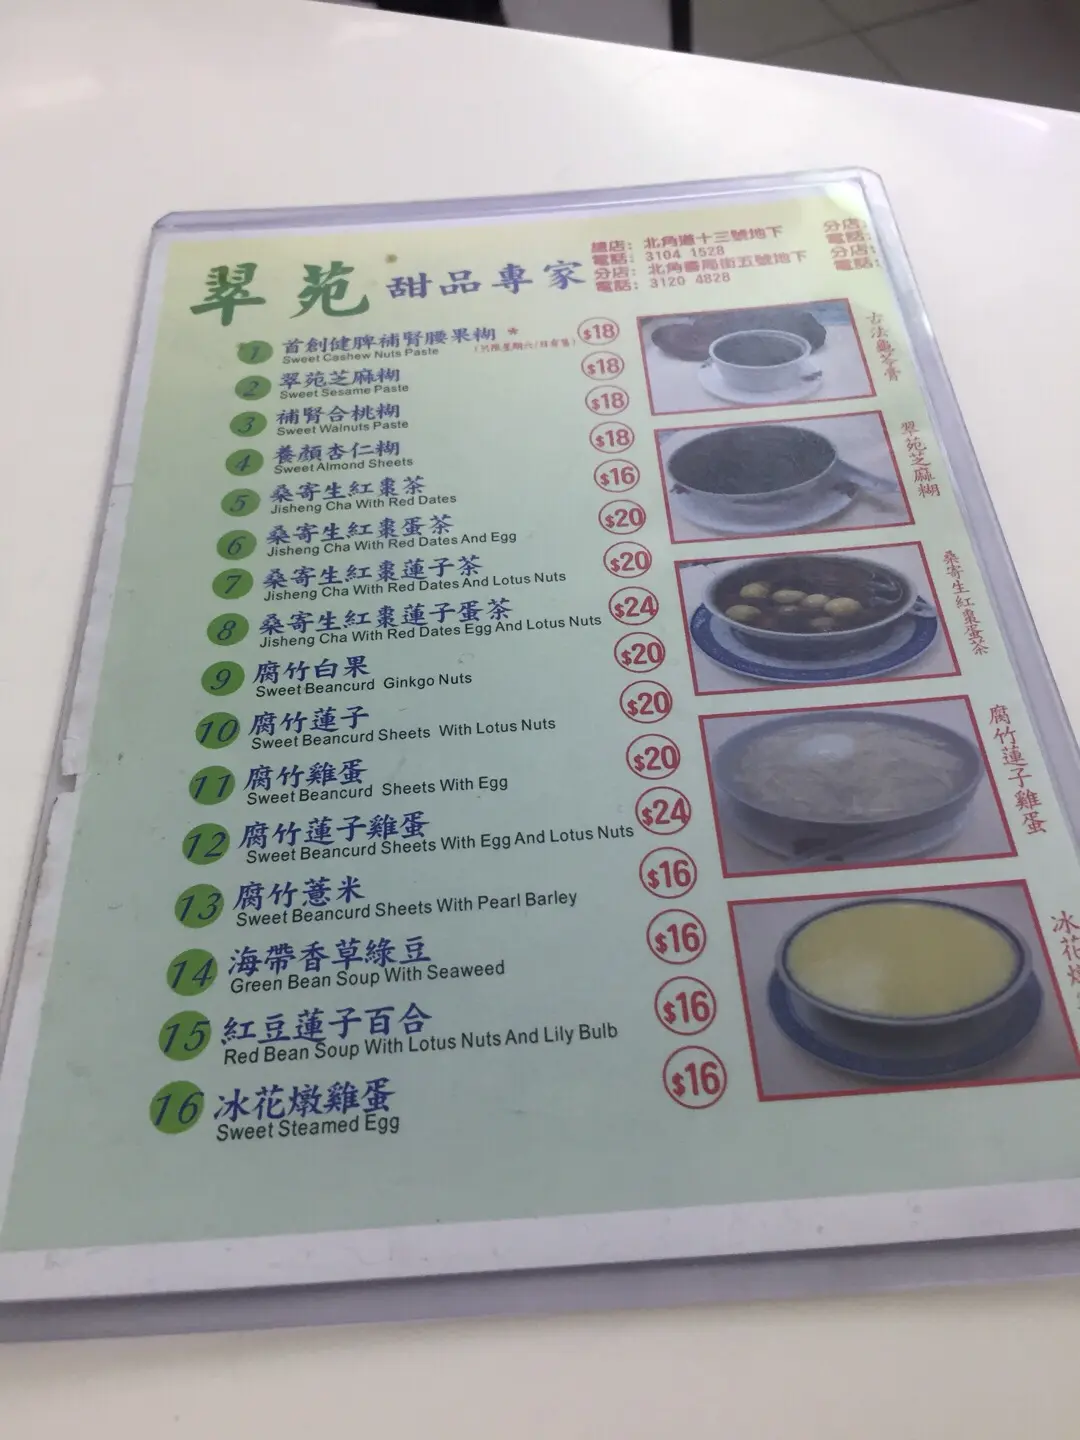 翠苑 甜品專家
總店: 北角道十三號地下
電話: 3104 1528
分店: 北角書局街五號地下
電話: 3120 4828
分店:
電話:
分店:
電話:
1 首創健脾補腎腰果糊 * $18
Sweet Cashew Nuts Paste
2 翠苑芝麻糊 $18
Sweet Sesame Paste
3 補腎合桃糊 $18
Sweet Walnuts Paste
4 養顏杏仁糊 $18
Sweet Almond Sheets
5 桑寄生紅棗茶 $16
Jisheng Cha With Red Dates
6 桑寄生紅棗蛋茶 $20
Jisheng Cha With Red Dates And Egg
7 桑寄生紅棗蓮子茶 $20
Jisheng Cha With Red Dates And Lotus Nuts
8 桑寄生紅棗蓮子蛋茶 $24
Jisheng Cha With Red Dates Egg And Lotus Nuts
9 腐竹白果 $20
Sweet Beancurd Ginkgo Nuts
10 腐竹蓮子 $20
Sweet Beancurd Sheets With Lotus Nuts
11 腐竹雞蛋 $20
Sweet Beancurd Sheets With Egg
12 腐竹蓮子雞蛋 $24
Sweet Beancurd Sheets With Egg And Lotus Nuts
13 腐竹薏米 $16
Sweet Beancurd Sheets With Pearl Barley
14 海帶香草綠豆 $16
Green Bean Soup With Seaweed
15 紅豆蓮子百合 $16
Red Bean Soup With Lotus Nuts And Lily Bulb
16 冰花燉雞蛋 $16
Sweet Steamed Egg
古法龜苓膏
翠苑芝麻糊
桑寄生紅棗蛋茶
腐竹蓮子雞蛋
冰花燉